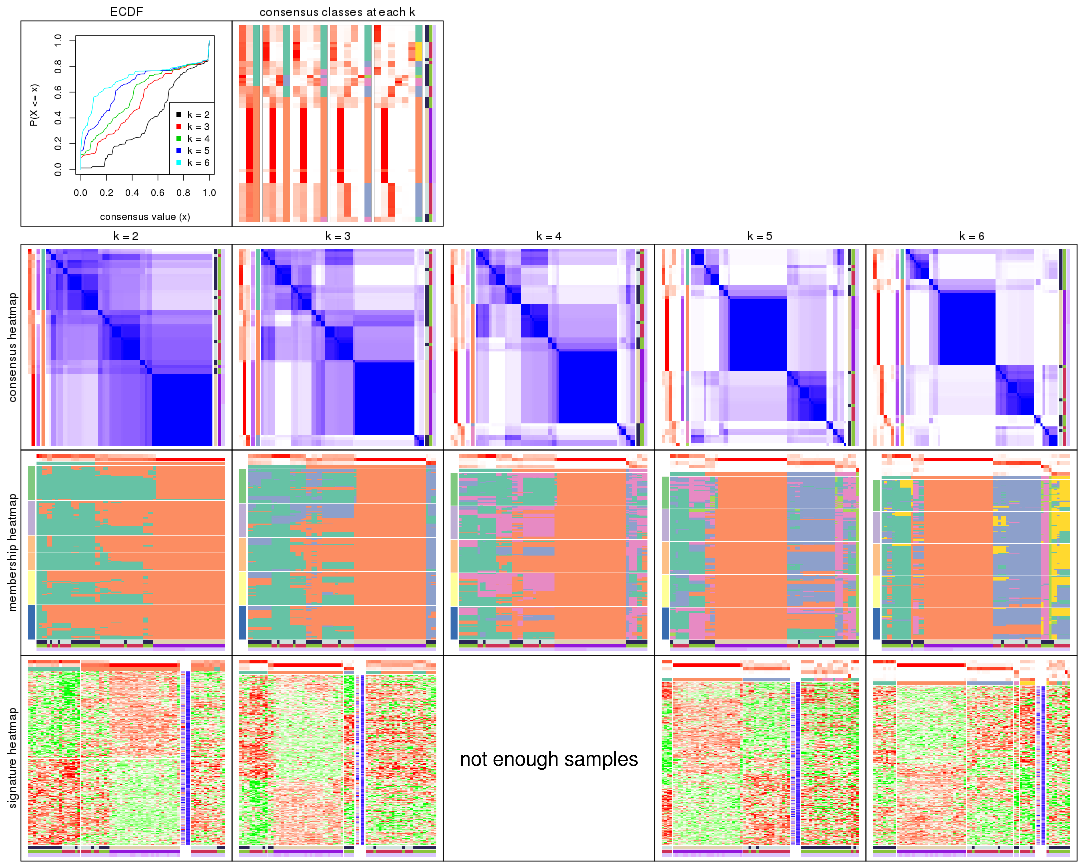 ECDF
consensus classes at each k
P(X <= x)
0.0 0.2 0.4 0.6 0.8 1.0
k = 2
k = 3
k = 4
k = 5
k = 6
0.0 0.2 0.4 0.6 0.8 1.0
consensus value (x)
k = 2 k = 3 k = 4 k = 5 k = 6
consensus heatmap
membership heatmap
signature heatmap
not enough samples